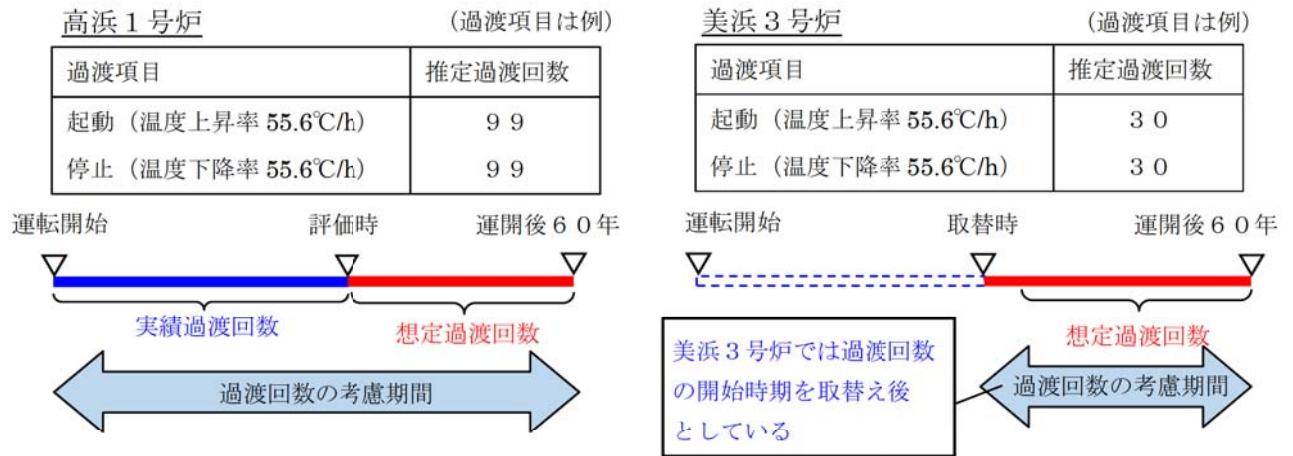 高浜１号炉
（過渡項目は例）
過渡項目 推定過渡回数
起動（温度上昇率 55.6℃/h） ９９
停止（温度下降率 55.6℃/h） ９９
運転開始 評価時 運開後６０年
実績過渡回数 想定過渡回数
過渡回数の考慮期間
美浜３号炉
（過渡項目は例）
過渡項目 推定過渡回数
起動（温度上昇率 55.6℃/h） ３０
停止（温度下降率 55.6℃/h） ３０
運転開始 取替時 運開後６０年
想定過渡回数
美浜３号炉では過渡回数
の開始時期を取替え後
としている
過渡回数の考慮期間